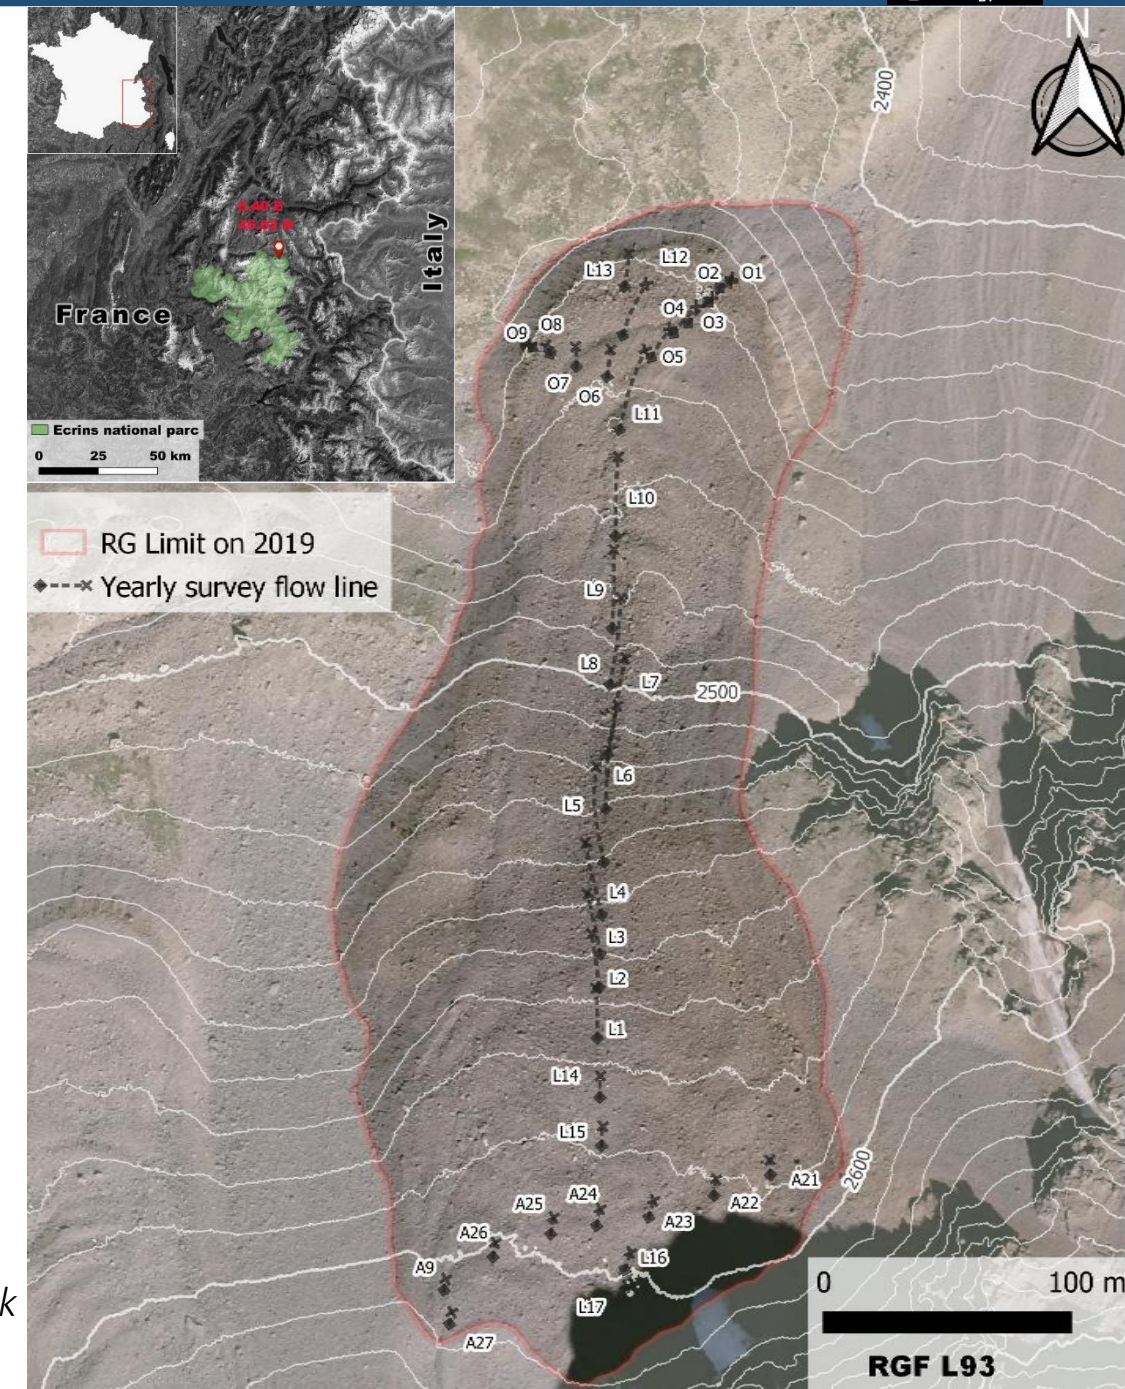 N
2400
Italy
France
Ecrins national parc
0 25 50 km
RG Limit on 2019
Yearly survey flow line
L13
L12
O2
O1
O4
O3
O9
O8
O5
O7
O6
L11
L10
L9
L8
L7
2500
L6
L5
L4
L3
L2
L1
L14
L15
A21
2600
A22
A24
A25
A23
A26
L16
A9
L17
A27
k
0 100 m
RGF L93